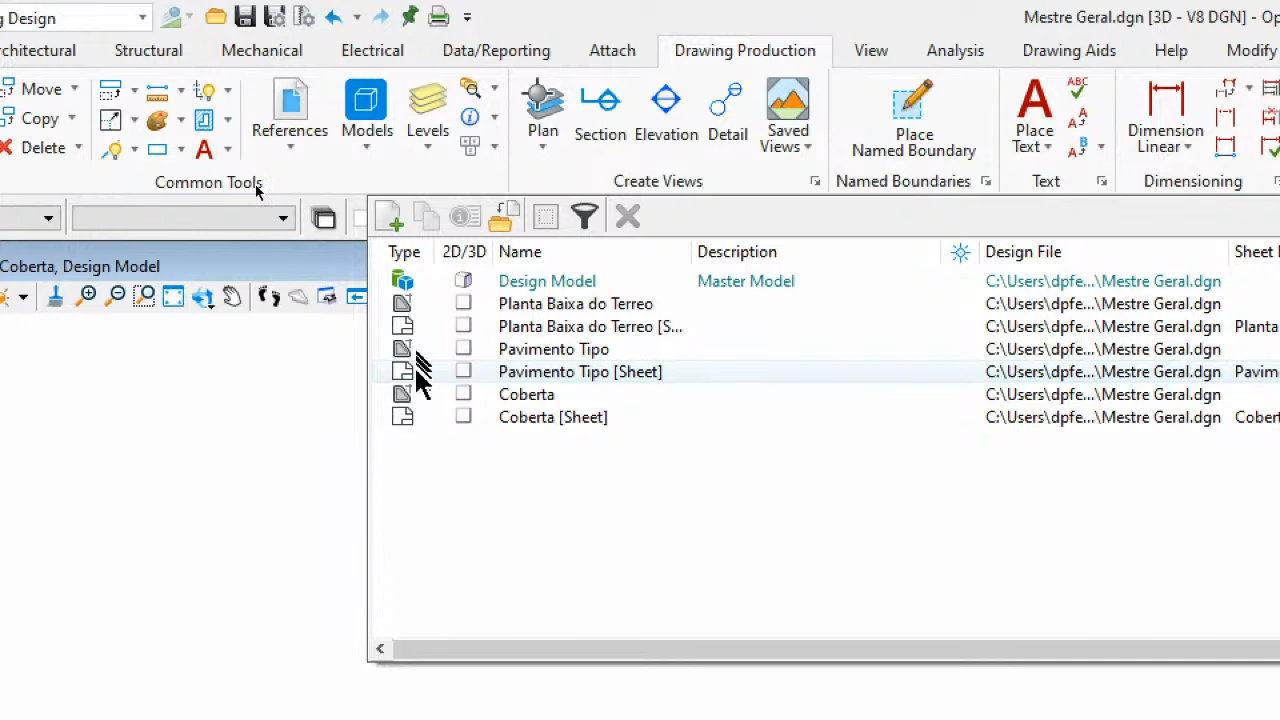 g Design
Mestre Geral.dgn [3D - V8 DGN] - Op
rchitectural Structural Mechanical Electrical Data/Reporting Attach Drawing Production View Analysis Drawing Aids Help Modify
Move
Copy
Delete
References Models Levels
Common Tools
Plan Section Elevation Detail Saved Views
Create Views
Place Named Boundary
Named Boundaries
A Place Text
ABC
A
A
A
B
Text
Dimension Linear
Dimensioning
A
Coberta, Design Model
Type 2D/3D Name Description Design File Sheet
Design Model Master Model C:\Users\dpfe...\Mestre Geral.dgn
Planta Baixa do Terreo C:\Users\dpfe...\Mestre Geral.dgn
Planta Baixa do Terreo [S... C:\Users\dpfe...\Mestre Geral.dgn Planta
Pavimento Tipo C:\Users\dpfe...\Mestre Geral.dgn
Pavimento Tipo [Sheet] C:\Users\dpfe...\Mestre Geral.dgn Pavim
Coberta C:\Users\dpfe...\Mestre Geral.dgn
Coberta [Sheet] C:\Users\dpfe...\Mestre Geral.dgn Cobert